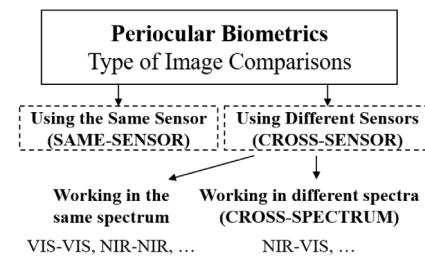 Periocular Biometrics
Type of Image Comparisons
Using the Same Sensor
(SAME-SENSOR)
Using Different Sensors
(CROSS-SENSOR)
Working in the
same spectrum
VIS-VIS, NIR-NIR, …
Working in different spectra
(CROSS-SPECTRUM)
NIR-VIS, …